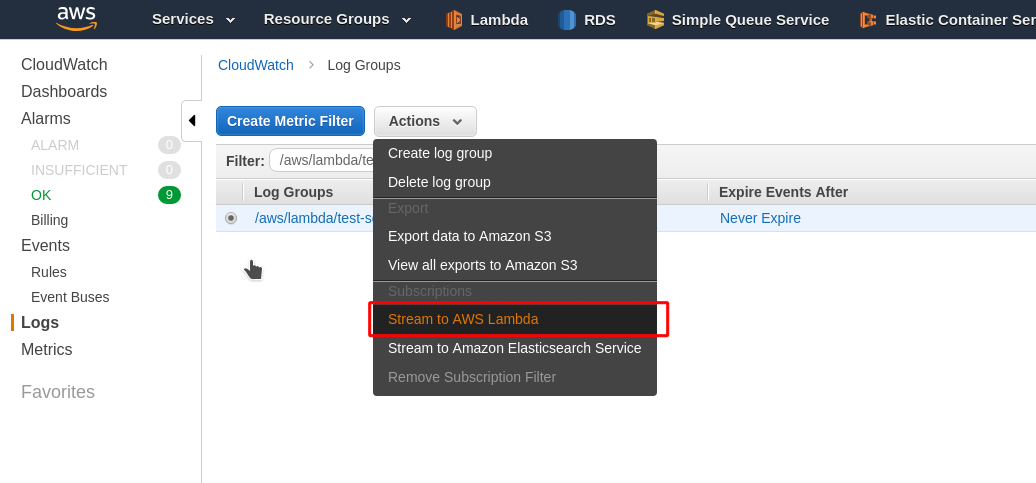 aws Services Resource Groups Lambda RDS Simple Queue Service Elastic Container Ser
CloudWatch
Dashboards
Alarms
ALARM 0
INSUFFICIENT 0
OK 9
Billing
Events
Rules
Event Buses
Logs
Metrics
Favorites
CloudWatch Log Groups
Create Metric Filter Actions
Filter: /aws/lambda/te
Log Groups Expire Events After
/aws/lambda/test-s Never Expire
Create log group
Delete log group
Export
Export data to Amazon S3
View all exports to Amazon S3
Subscriptions
Stream to AWS Lambda
Stream to Amazon Elasticsearch Service
Remove Subscription Filter